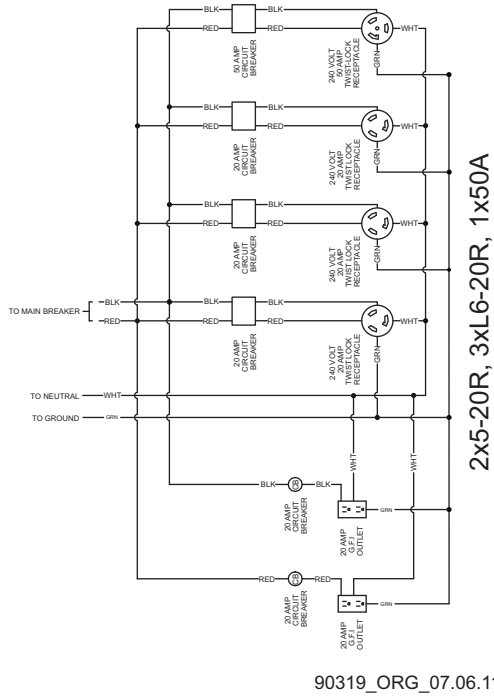 BLK BLK
RED RED WHT
GRN
50 AMP
CIRCUIT
BREAKER
240 VOLT
50 AMP
TWIST-LOCK
RECEPTACLE
BLK BLK
RED RED WHT
GRN
20 AMP
CIRCUIT
BREAKER
240 VOLT
20 AMP
TWIST LOCK
RECEPTACLE
BLK BLK
RED RED WHT
GRN
20 AMP
CIRCUIT
BREAKER
240 VOLT
20 AMP
TWIST LOCK
RECEPTACLE
TO MAIN BREAKER BLK BLK BLK
RED RED RED WHT
GRN
20 AMP
CIRCUIT
BREAKER
240 VOLT
20 AMP
TWIST LOCK
RECEPTACLE
TO NEUTRAL WHT
TO GROUND GRN
WHT WHT
BLK CB BLK
GRN
20 AMP
CIRCUIT
BREAKER
20 AMP
G.F.I
OUTLET
RED CB RED
GRN
20 AMP
CIRCUIT
BREAKER
20 AMP
G.F.I
OUTLET
2x5-20R, 3xL6-20R, 1x50A
90319_ORG_07.06.11